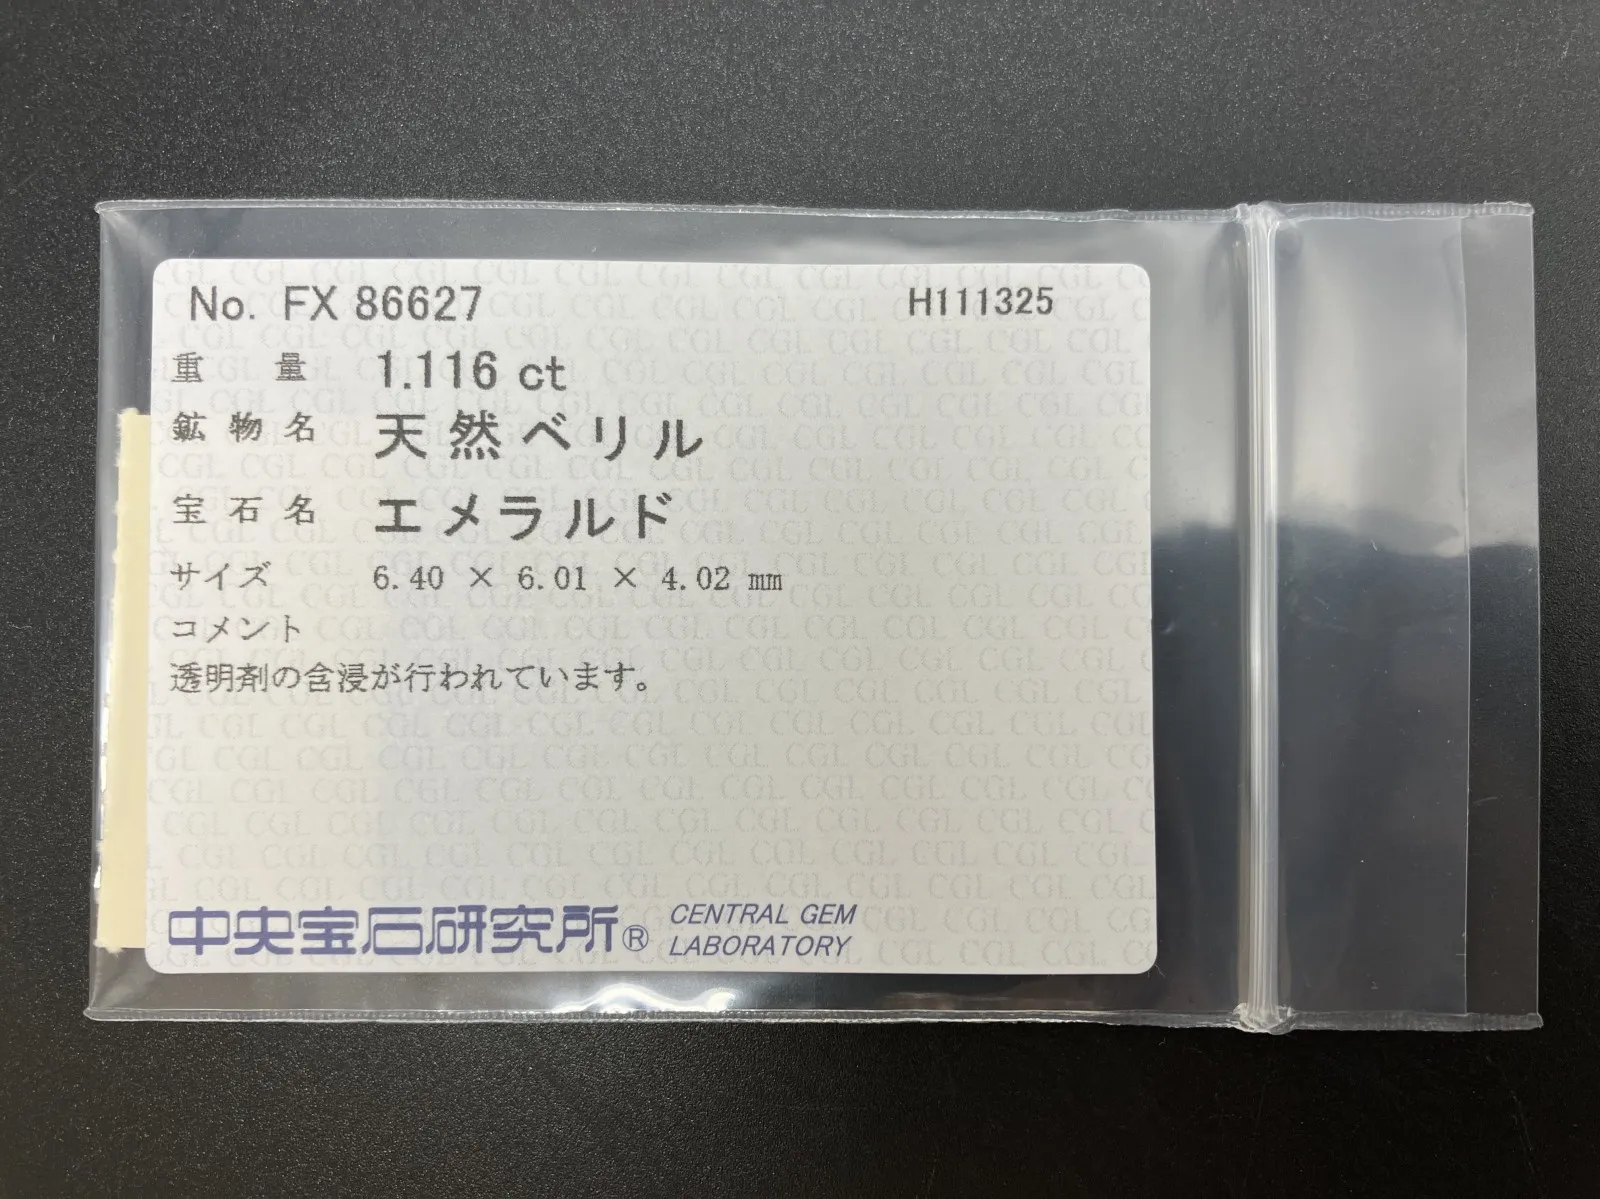 No. FX 86627 H111325
重量 1.116 ct
鉱物名 天然ベリル
宝石名 エメラルド
サイズ 6.40 × 6.01 × 4.02 mm
コメント
透明剤の含浸が行われています。
中央宝石研究所® CENTRAL GEM
LABORATORY